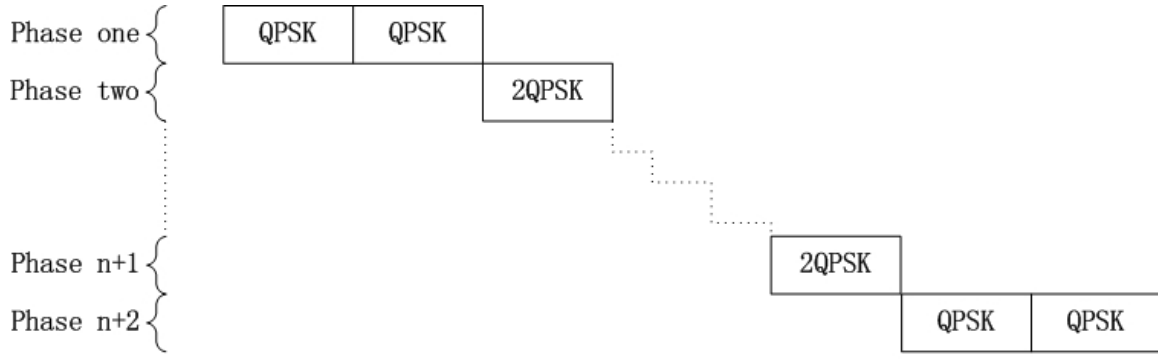 Phase one QPSK QPSK
Phase two 2QPSK
Phase n+1 2QPSK
Phase n+2 QPSK QPSK